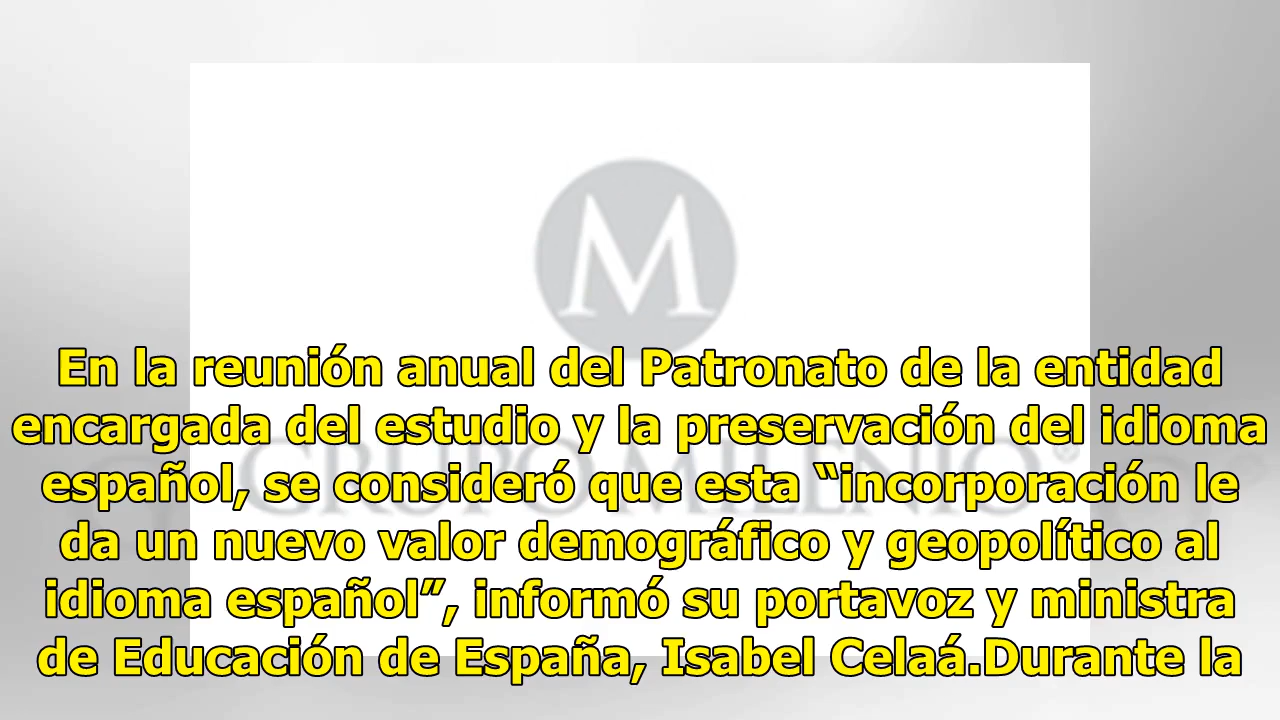 M
En la reunión anual del Patronato de la entidad
encargada del estudio y la preservación del idioma
GRUPO MILENIO®
español, se consideró que esta “incorporación le
da un nuevo valor demográfico y geopolítico al
idioma español”, informó su portavoz y ministra
de Educación de España, Isabel Celaá.Durante la